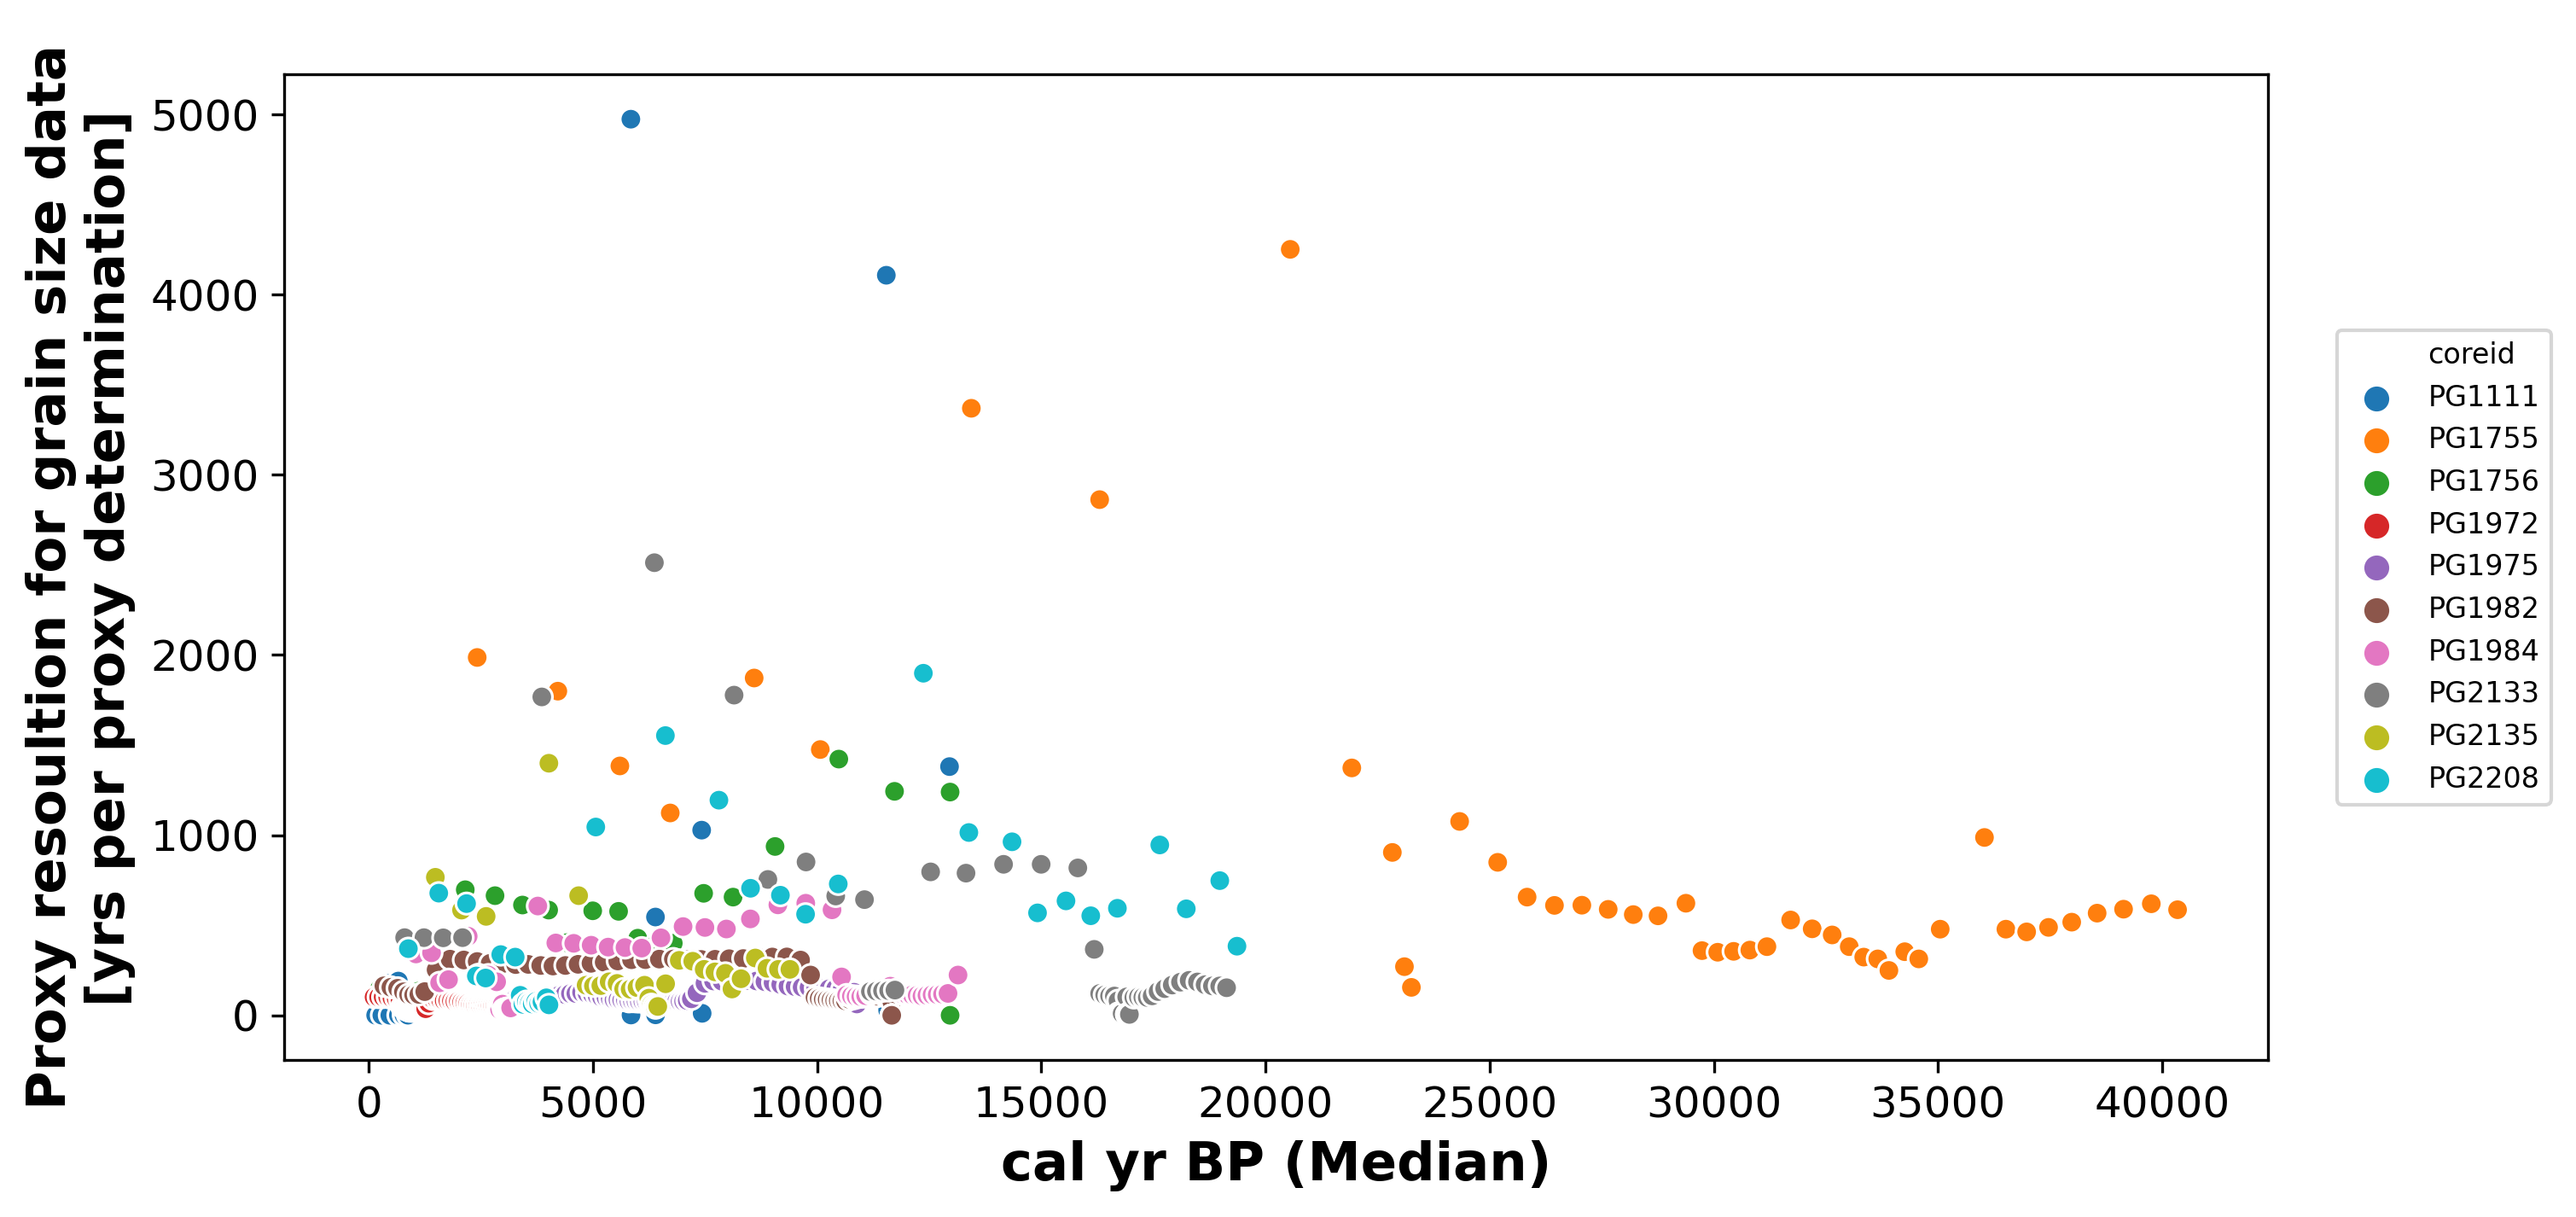 Proxy resoultion for grain size data
[yrs per proxy determination]
5000
4000
3000
2000
1000
0
0 5000 10000 15000 20000 25000 30000 35000 40000
cal yr BP (Median)
coreid
PG1111
PG1755
PG1756
PG1972
PG1975
PG1982
PG1984
PG2133
PG2135
PG2208